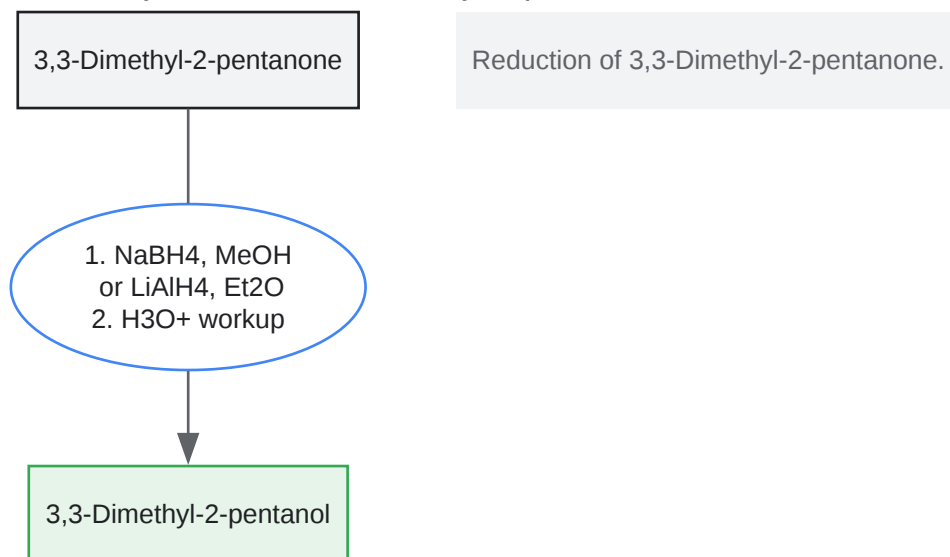 3,3-Dimethyl-2-pentanone
Reduction of 3,3-Dimethyl-2-pentanone.
1. NaBH4, MeOH
or LiAlH4, Et2O
2. H3O+ workup
3,3-Dimethyl-2-pentanol